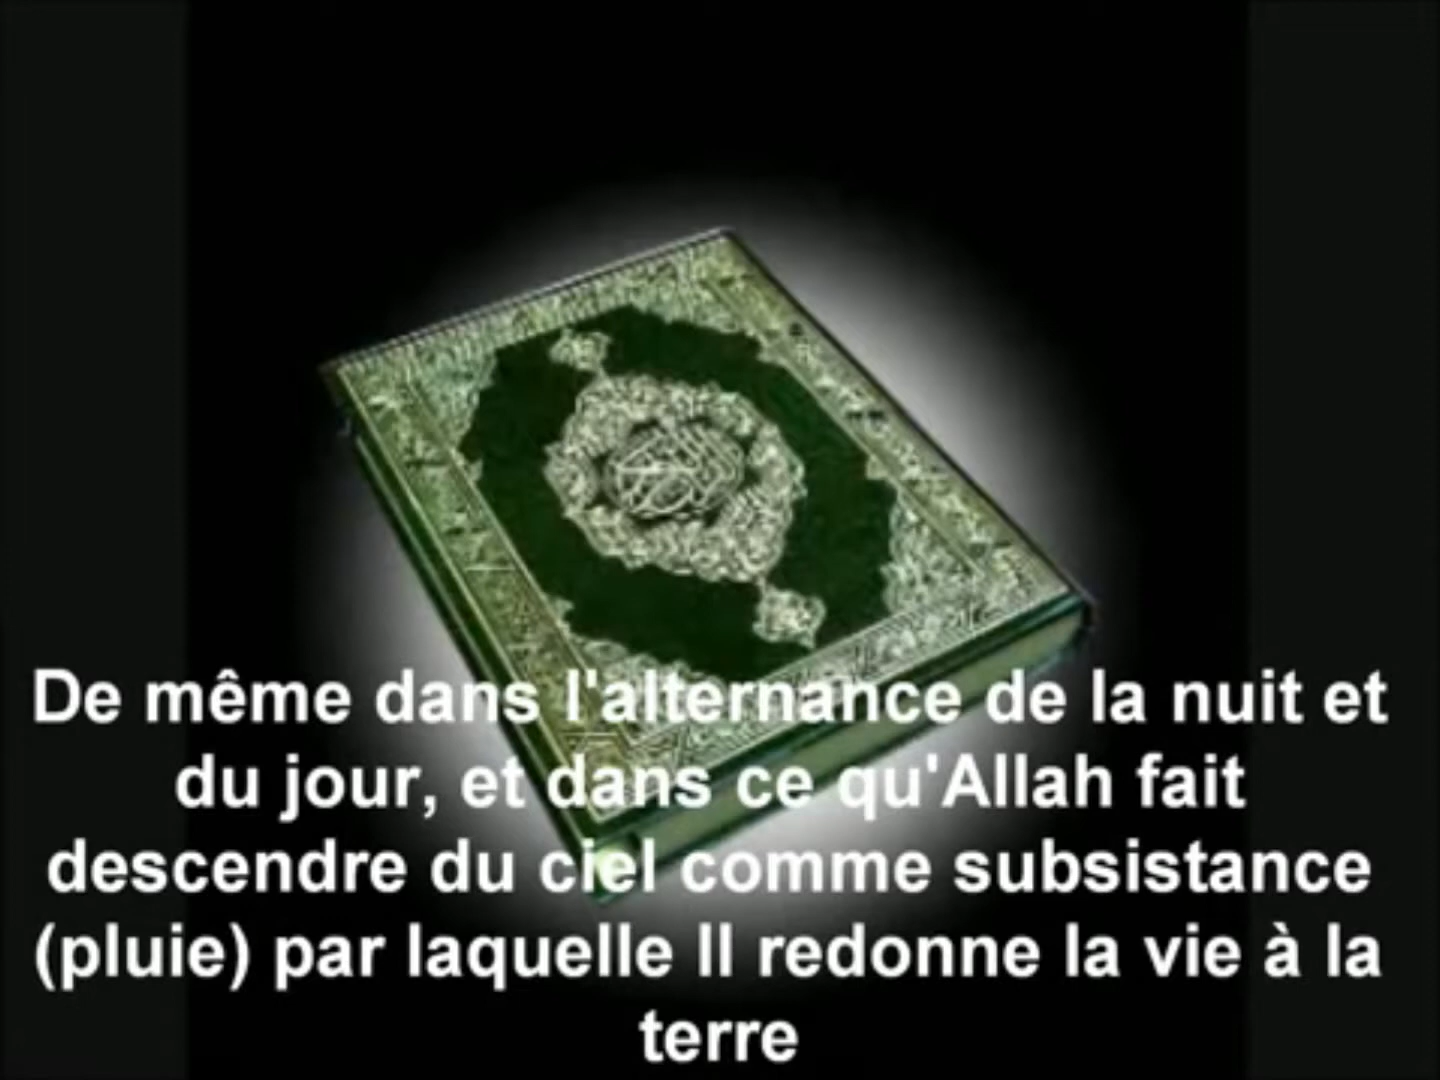 De même dans l'alternance de la nuit et
du jour, et dans ce qu'Allah fait
descendre du ciel comme subsistance
(pluie) par laquelle Il redonne la vie à la
terre